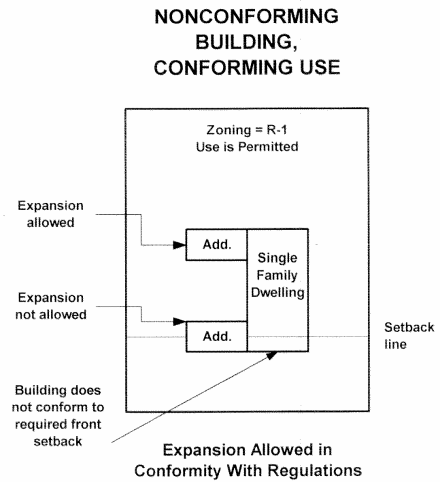 NONCONFORMING
BUILDING,
CONFORMING USE
Zoning = R-1
Use is Permitted
Expansion
allowed
Add.
Single
Family
Dwelling
Expansion
not allowed
Add.
Setback
line
Building does
not conform to
required front
setback
Expansion Allowed in
Conformity With Regulations